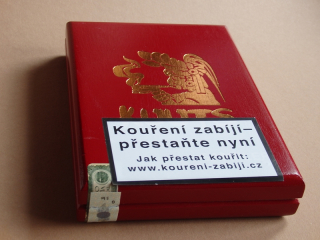 Kouření zabíjí–
přestaňte nyní
Jak přestat kouřit:
www.koureni-zabiji.cz